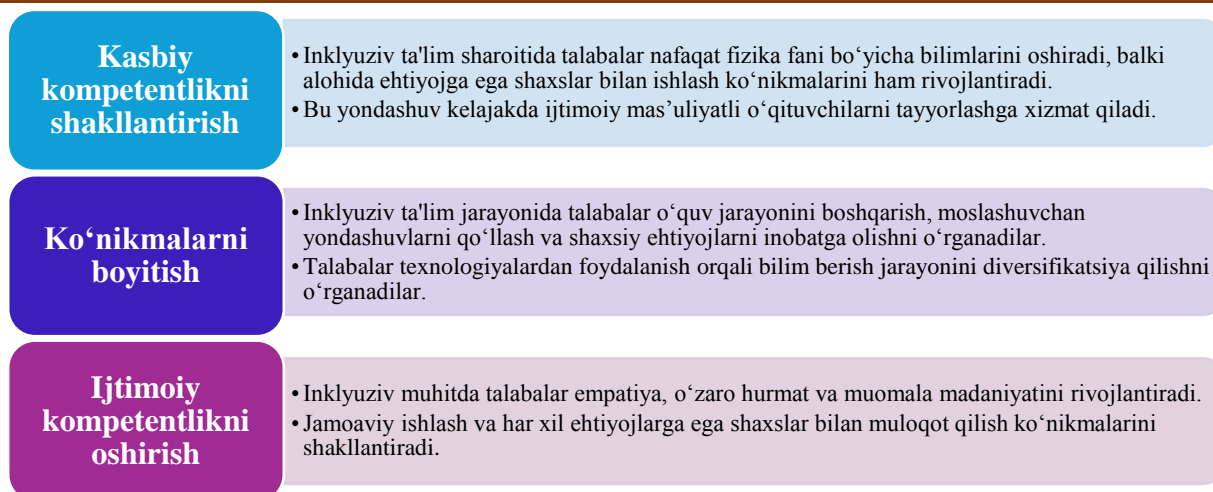 Kasbiy
kompetentlikni
shakllantirish
• Inklyuziv ta'lim sharoitida talabalar nafaqat fizika fani bo‘yicha bilimlarini oshiradi, balki
alohida ehtiyojga ega shaxslar bilan ishlash ko‘nikmalarini ham rivojlantiradi.
• Bu yondashuv kelajakda ijtimoiy mas’uliyatli o‘qituvchilarni tayyorlashga xizmat qiladi.
Ko‘nikmalarni
boyitish
• Inklyuziv ta'lim jarayonida talabalar o‘quv jarayonini boshqarish, moslashuvchan
yondashuvlarni qo‘llash va shaxsiy ehtiyojlarni inobatga olishni o‘rganadilar.
• Talabalar texnologiyalardan foydalanish orqali bilim berish jarayonini diversifikatsiya qilishni
o‘rganadilar.
Ijtimoiy
kompetentlikni
oshirish
• Inklyuziv muhitda talabalar empatiya, o‘zaro hurmat va muomala madaniyatini rivojlantiradi.
• Jamoaviy ishlash va har xil ehtiyojlarga ega shaxslar bilan muloqot qilish ko‘nikmalarini
shakllantiradi.